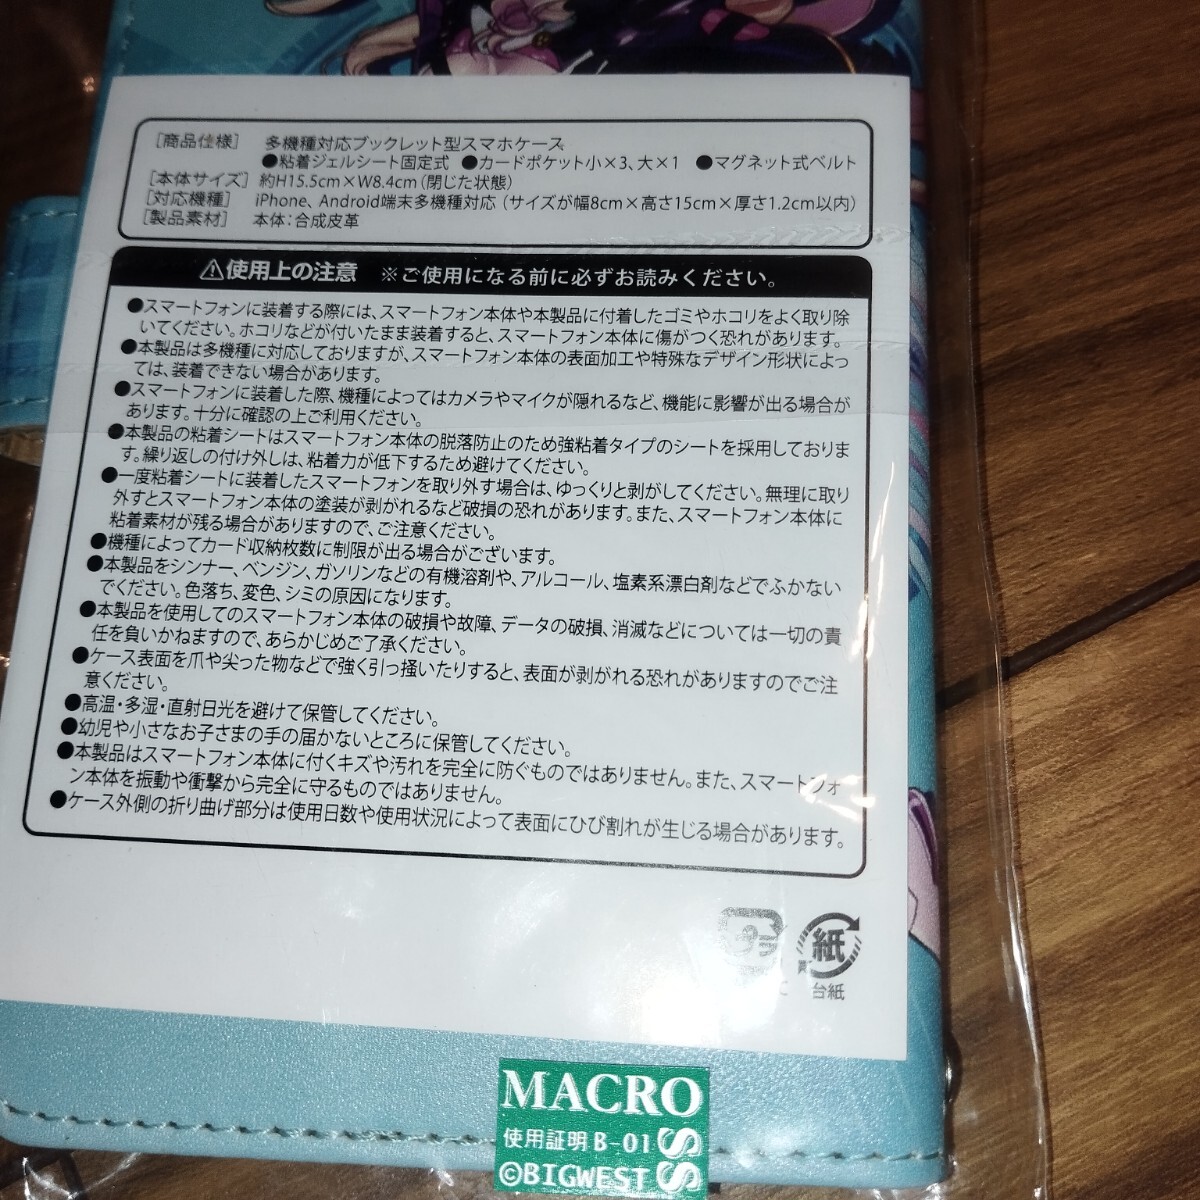 [商品仕様] 多機種対応ブックレット型スマホケース
●粘着ジェルシート固定式 ●カードポケット小×3、大×1 ●マグネット式ベルト
[本体サイズ] 約H15.5cm×W8.4cm(閉じた状態)
[対応機種] iPhone、Android端末多機種対応(サイズが幅8cm×高さ15cm×厚さ1.2cm以内)
[製品素材] 本体:合成皮革
⚠使用上の注意 ※ご使用になる前に必ずお読みください。
●スマートフォンに装着する際には、スマートフォン本体や本製品に付着したゴミやホコリをよく取り除
いてください。ホコリなどが付いたまま装着すると、スマートフォン本体に傷がつく恐れがあります。
●本製品は多機種に対応しておりますが、スマートフォン本体の表面加工や特殊なデザイン形状によっ
ては、装着できない場合があります。
●スマートフォンに装着した際、機種によってはカメラやマイクが隠れるなど、機能に影響が出る場合が
あります。十分に確認の上ご利用ください。
●本製品の粘着シートはスマートフォン本体の脱落防止のため強粘着タイプのシートを採用しておりま
す。繰り返しの付け外しは、粘着力が低下するため避けてください。
●一度粘着シートに装着したスマートフォンを取り外す場合は、ゆっくりと剥がしてください。無理に取り
外すとスマートフォン本体の塗装が剥がれるなど破損の恐れがあります。また、スマートフォン本体に
粘着素材が残る場合がありますので、ご注意ください。
●機種によってカード収納枚数に制限が出る場合がございます。
●本製品をシンナー、ベンジン、ガソリンなどの有機溶剤や、アルコール、塩素系漂白剤などでふかない
でください。色落ち、変色、シミの原因になります。
●本製品を使用してのスマートフォン本体の破損や故障、データの破損、消滅などについては一切の責
任を負いかねますので、あらかじめご了承ください。
●ケース表面を爪や尖った物などで強く引っ掻いたりすると、表面が剥がれる恐れがありますのでご注
意ください。
●高温・多湿・直射日光を避けて保管してください。
●幼児や小さなお子さまの手の届かないところに保管してください。
●本製品はスマートフォン本体に付くキズや汚れを完全に防ぐものではありません。また、スマートフォ
ン本体を振動や衝撃から完全に守るものではありません。
●ケース外側の折り曲げ部分は使用日数や使用状況によって表面にひび割れが生じる場合があります。
紙
台紙
MACROSS
使用証明B-01
©BIGWEST